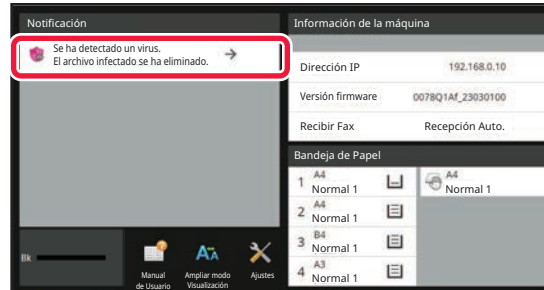 Notificación
Se ha detectado un virus.
El archivo infectado se ha eliminado.
Información de la máquina
Dirección IP 192.168.0.10
Versión firmware 0078Q1Af_23030100
Recibir Fax Recepción Auto.
Bandeja de Papel
1 A4
Normal 1
A4
Normal 1
2 A4
Normal 1
3 B4
Normal 1
4 A3
Normal 1
Bk
Manual
de Usuario
AAA
Ampliar modo
Visualización
Ajustes